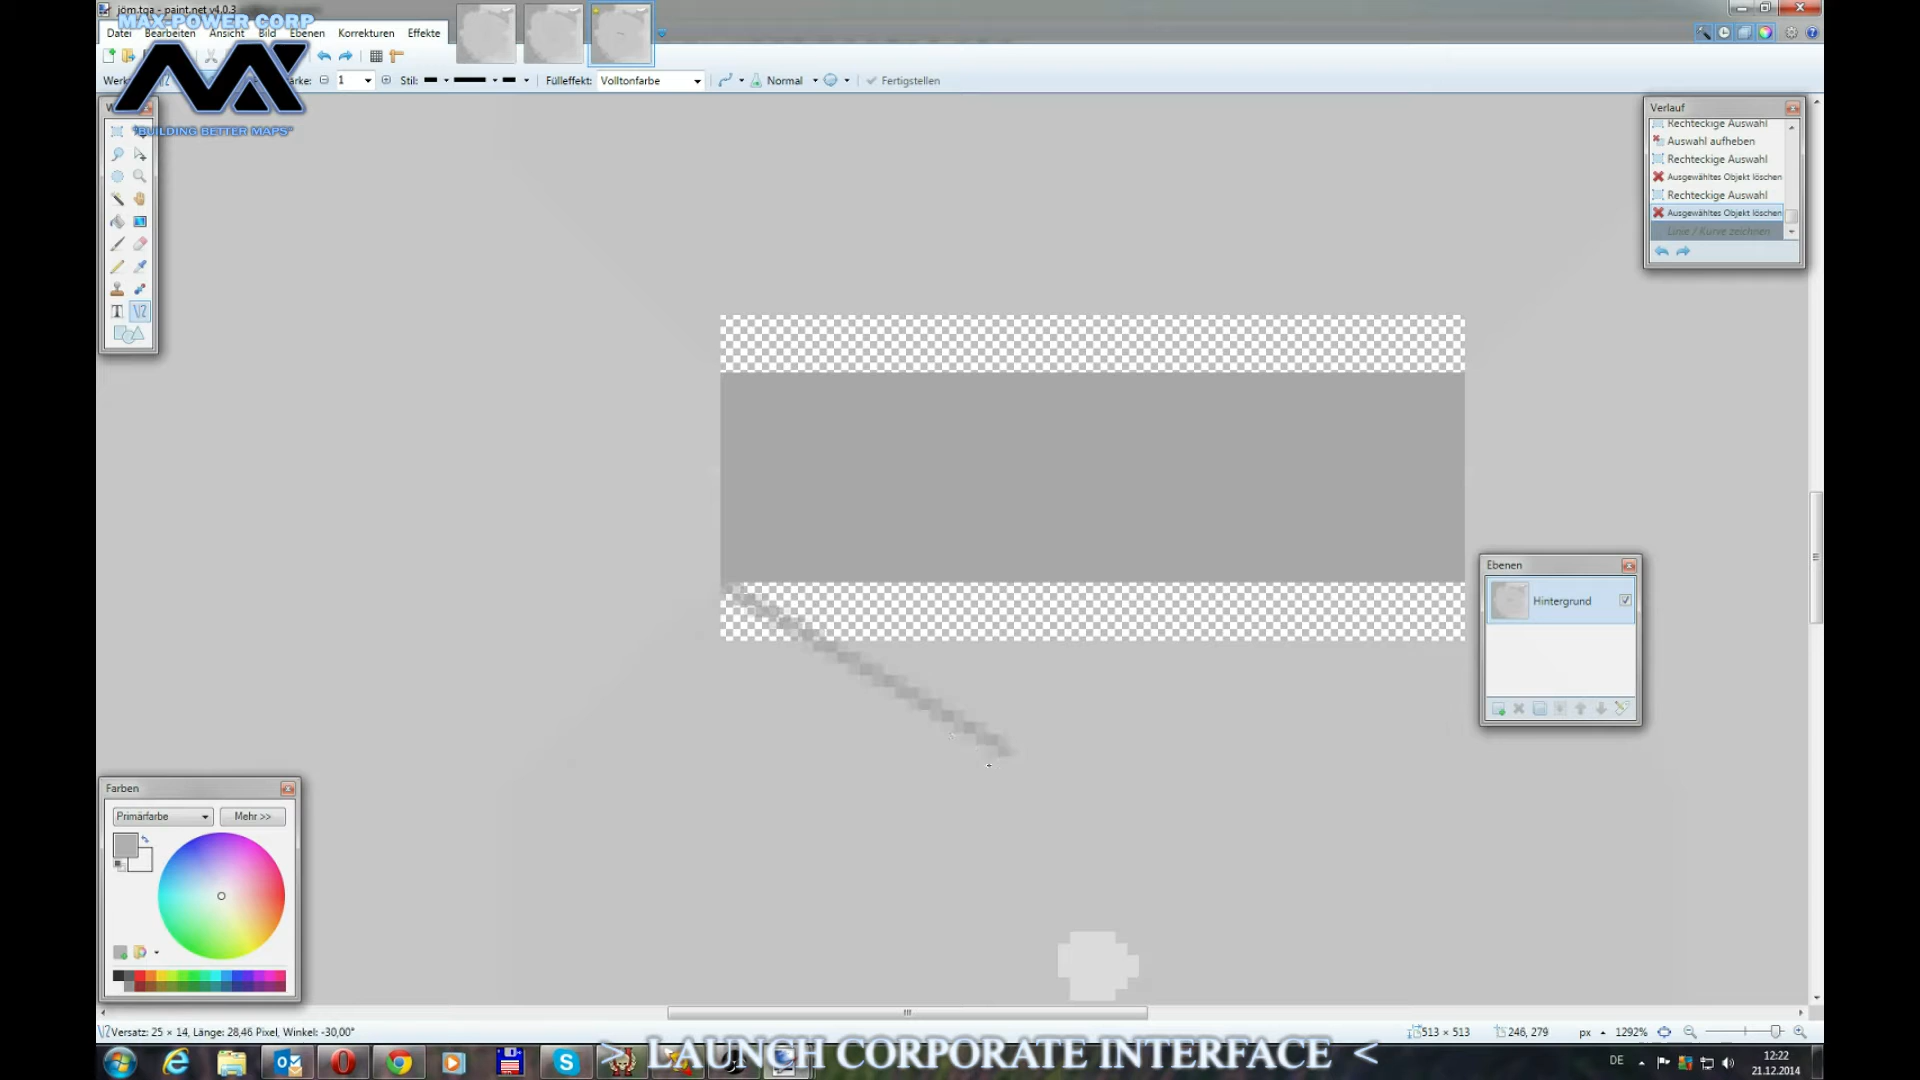 jöm.tga - paint.net v4.0.3
MAX-POWER CORP
Datei Bearbeiten Ansicht Bild Ebenen Korrekturen Effekte
Stil:
1
Fülleffekt: Volltonfarbe
Normal
Fertigstellen
"BUILDING BETTER MAPS"
Verlauf
Rechteckige Auswahl
Auswahl aufheben
Rechteckige Auswahl
Ausgewähltes Objekt löschen
Rechteckige Auswahl
Ausgewähltes Objekt löschen
Linie / Kurve zeichnen
Ebenen
Hintergrund
Farben
Primärfarbe
Mehr >>
Versatz: 25 × 14, Länge: 28,46 Pixel, Winkel: -30,00°
513 × 513
246, 279
px
1292%
> LAUNCH CORPORATE INTERFACE <
DE
12:22
21.12.2014